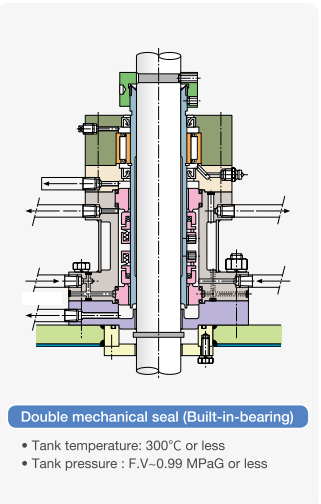 Double mechanical seal (Built-in-bearing)
• Tank temperature: 300℃ or less
• Tank pressure : F.V~0.99 MPaG or less